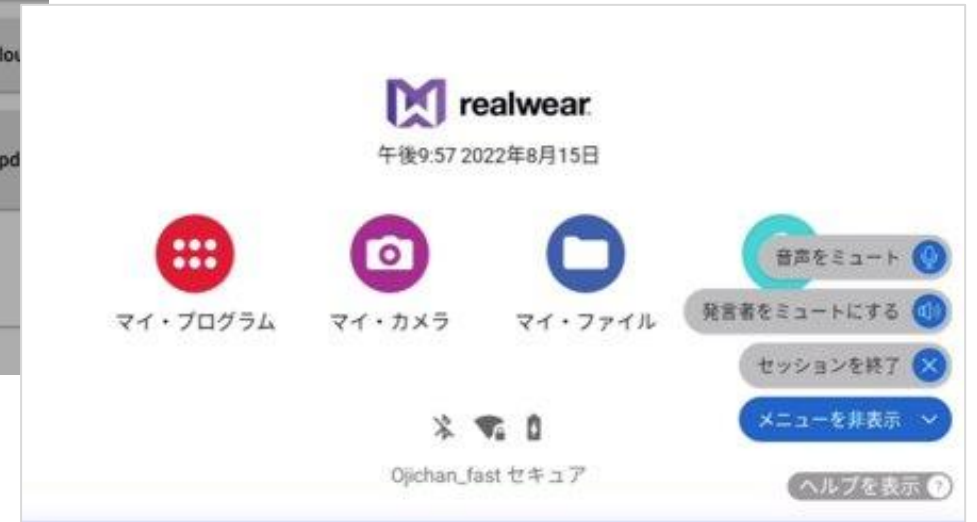 realwear
午後9:57 2022年8月15日
音声をミュート
マイ・プログラム
マイ・カメラ
マイ・ファイル
発言者をミュートにする
セッションを終了
メニューを非表示
Ojichan_fast セキュア
ヘルプを表示 ?